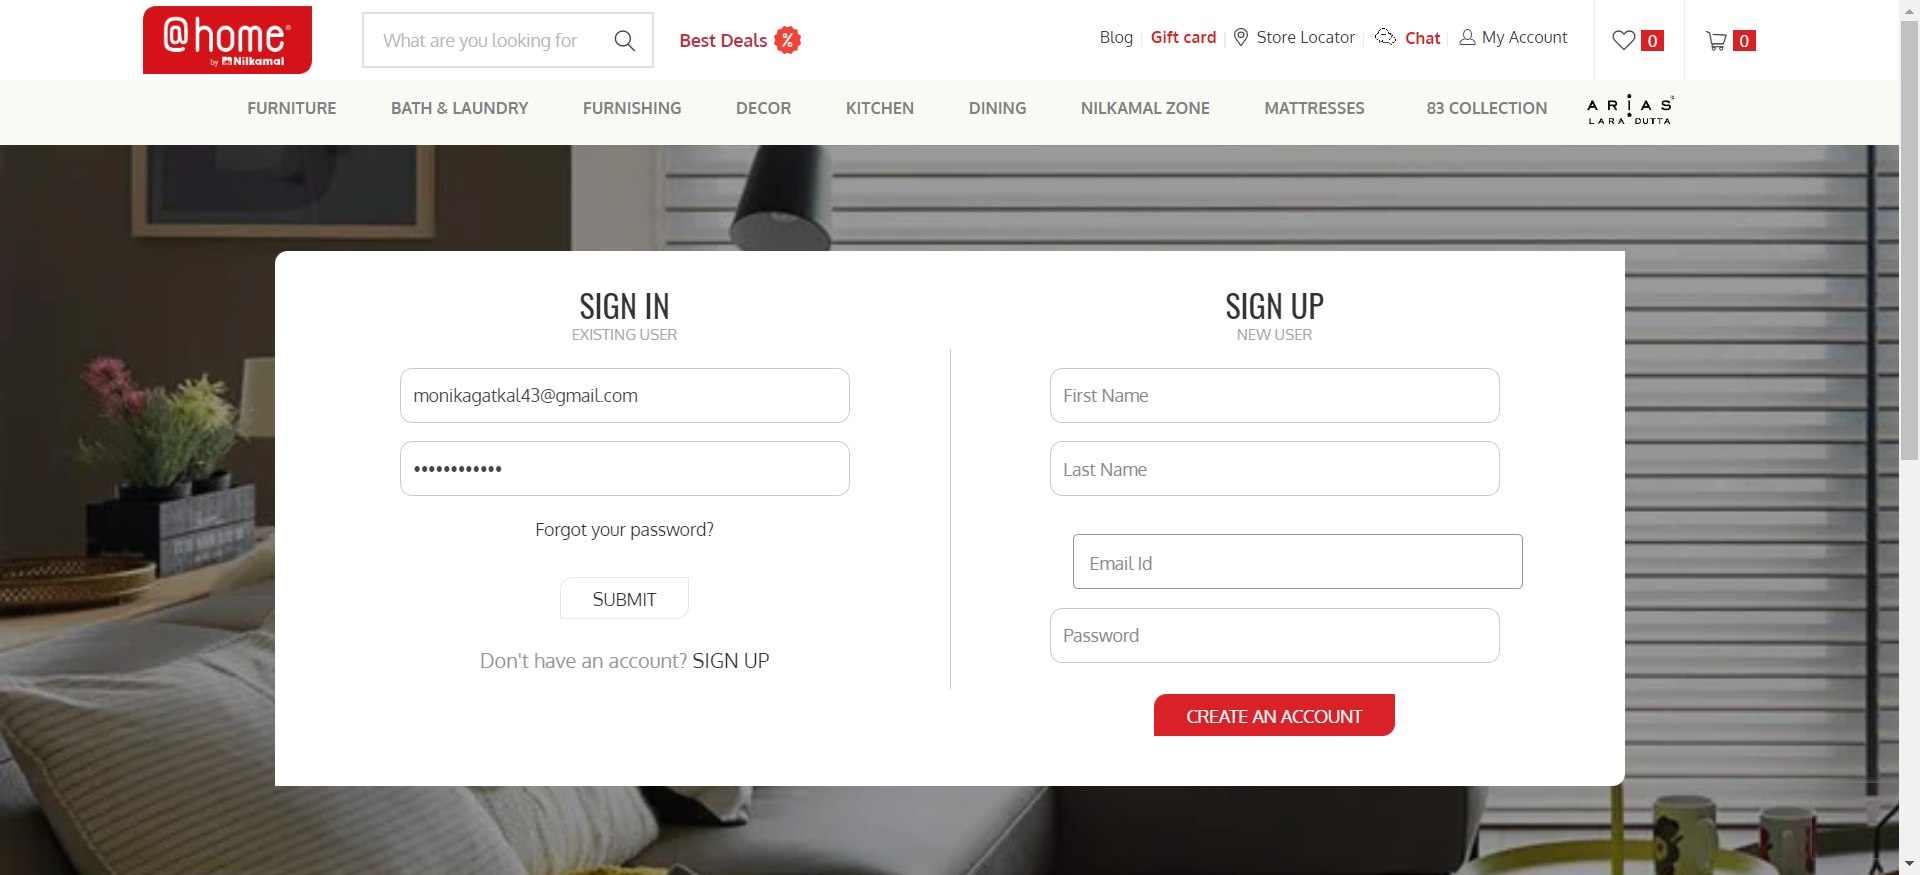 @home
by Nilkamal
What are you looking for
Best Deals %
Blog
Gift card
Store Locator
Chat
My Account
0
0
FURNITURE
BATH & LAUNDRY
FURNISHING
DECOR
KITCHEN
DINING
NILKAMAL ZONE
MATTRESSES
83 COLLECTION
ARIAS
LARA DUTTA
SIGN IN
EXISTING USER
monikagatkal43@gmail.com
••••••••••••
Forgot your password?
SUBMIT
Don't have an account? SIGN UP
SIGN UP
NEW USER
First Name
Last Name
Email Id
Password
CREATE AN ACCOUNT